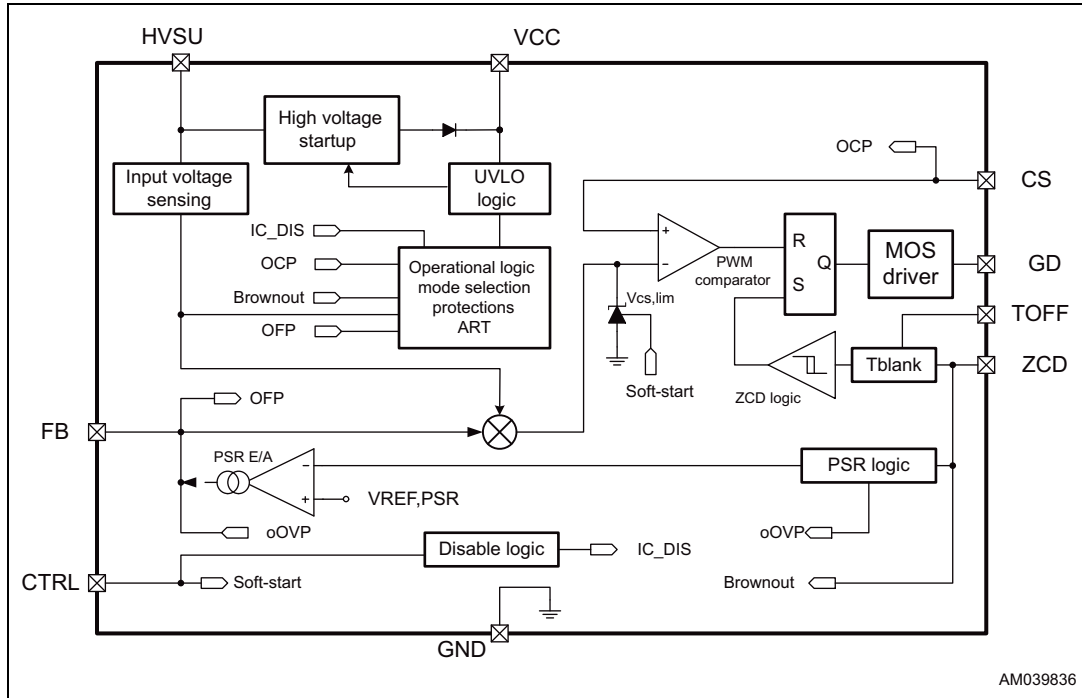 HVSU
VCC
High voltage
startup
OCP
CS
Input voltage
sensing
UVLO
logic
IC_DIS
OCP
Brownout
OFP
Operational logic
mode selection
protections
ART
+
−
PWM
comparator
R
S
Q
MOS
driver
GD
TOFF
Vcs,lim
Soft-start
ZCD logic
Tblank
ZCD
OFP
FB
PSR E/A
−
+
VREF,PSR
PSR logic
oOVP
oOVP
Disable logic
IC_DIS
CTRL
Soft-start
Brownout
GND
AM039836